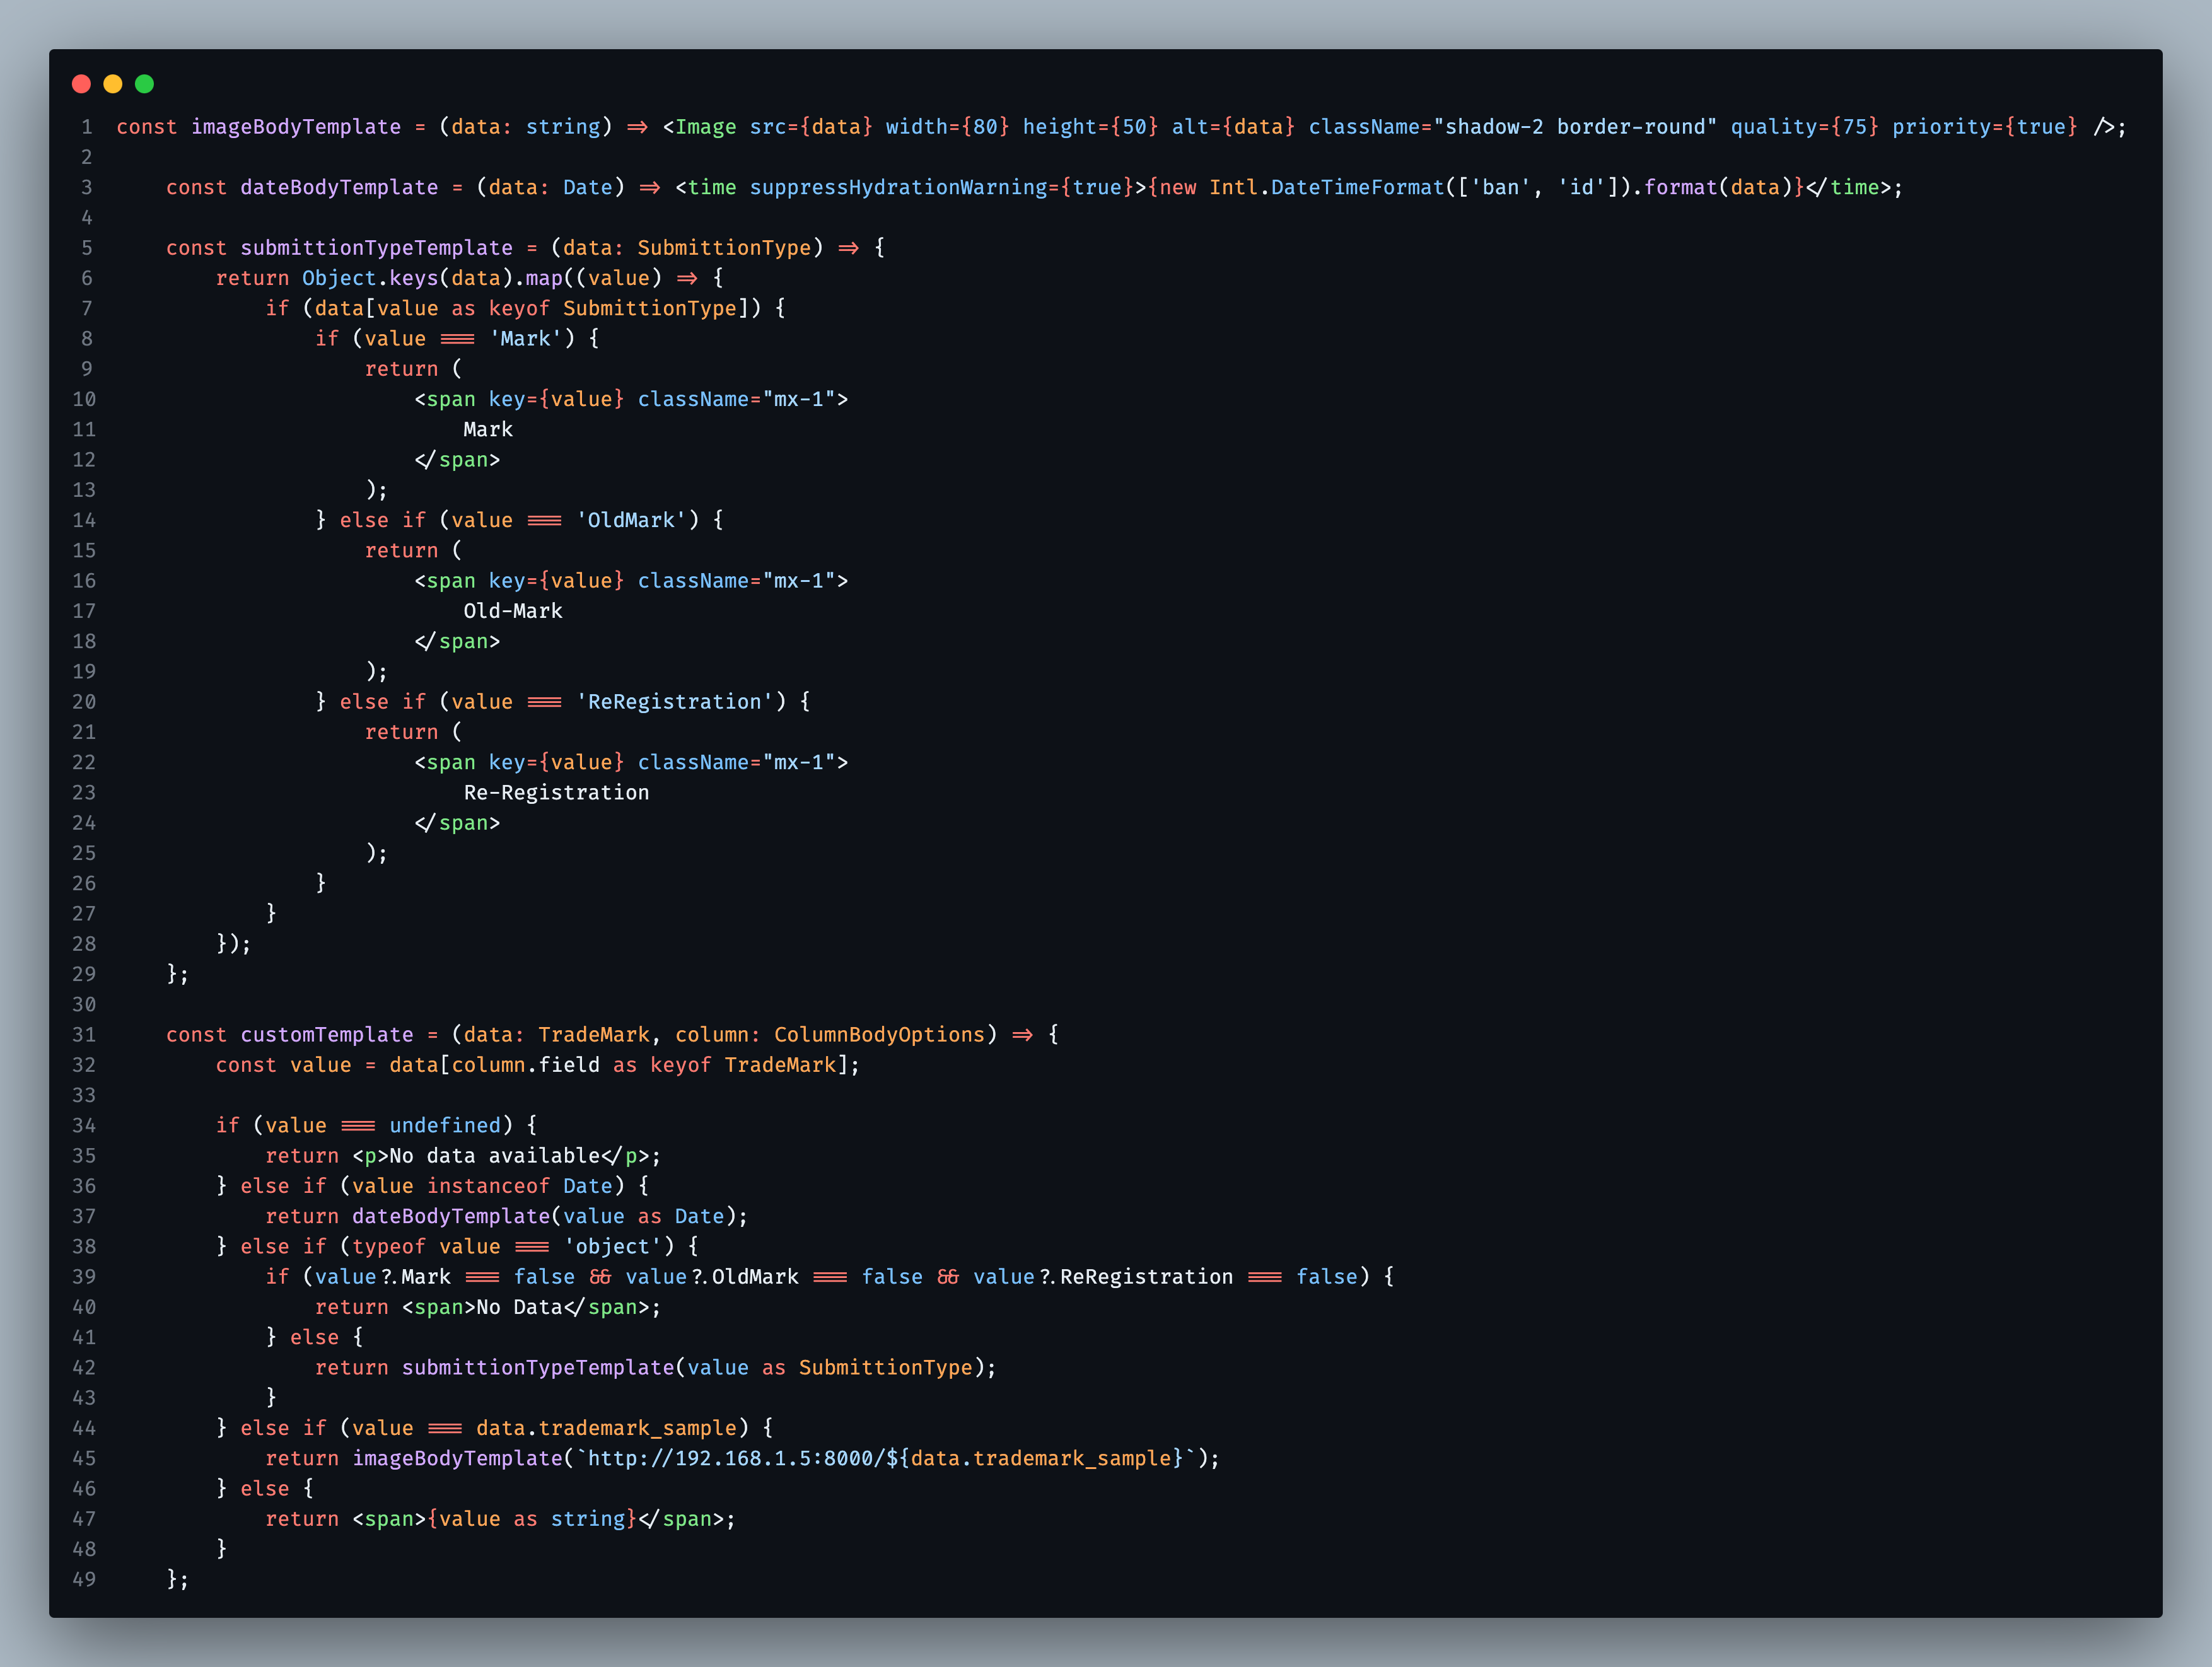 1 const imageBodyTemplate = (data: string) => <Image src={data} width={80} height={50} alt={data} className="shadow-2 border-round" quality={75} priority={true} />;
2
3     const dateBodyTemplate = (data: Date) => <time suppressHydrationWarning={true}>{new Intl.DateTimeFormat(['ban', 'id']).format(data)}</time>;
4
5     const submittionTypeTemplate = (data: SubmittionType) => {
6         return Object.keys(data).map((value) => {
7             if (data[value as keyof SubmittionType]) {
8                 if (value === 'Mark') {
9                     return (
10                         <span key={value} className="mx-1">
11                             Mark
12                         </span>
13                     );
14                 } else if (value === 'OldMark') {
15                     return (
16                         <span key={value} className="mx-1">
17                             Old-Mark
18                         </span>
19                     );
20                 } else if (value === 'ReRegistration') {
21                     return (
22                         <span key={value} className="mx-1">
23                             Re-Registration
24                         </span>
25                     );
26                 }
27             }
28         });
29     };
30
31     const customTemplate = (data: TradeMark, column: ColumnBodyOptions) => {
32         const value = data[column.field as keyof TradeMark];
33
34         if (value === undefined) {
35             return <p>No data available</p>;
36         } else if (value instanceof Date) {
37             return dateBodyTemplate(value as Date);
38         } else if (typeof value === 'object') {
39             if (value?.Mark === false && value?.OldMark === false && value?.ReRegistration === false) {
40                 return <span>No Data</span>;
41             } else {
42                 return submittionTypeTemplate(value as SubmittionType);
43             }
44         } else if (value === data.trademark_sample) {
45             return imageBodyTemplate(`http://192.168.1.5:8000/${data.trademark_sample}`);
46         } else {
47             return <span>{value as string}</span>;
48         }
49     };